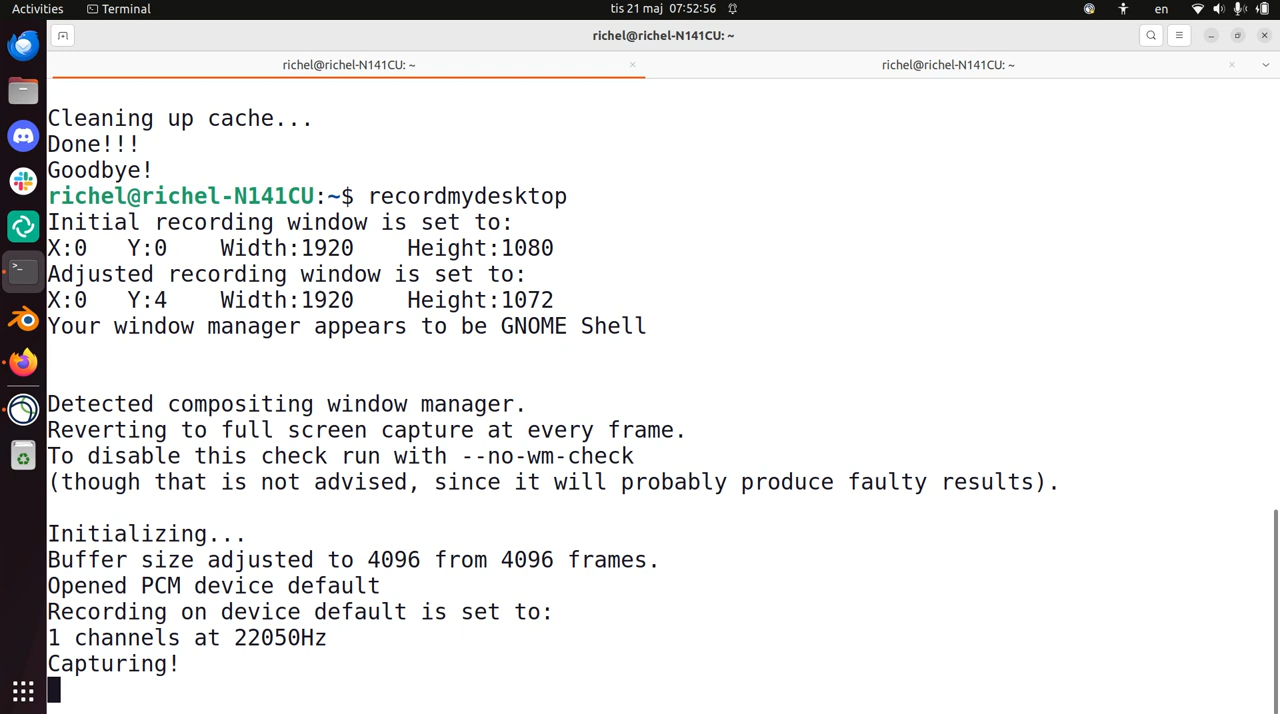 Activities Terminal tis 21 maj 07:52:56 en
richel@richel-N141CU: ~
richel@richel-N141CU: ~ richel@richel-N141CU: ~
Cleaning up cache...
Done!!!
Goodbye!
richel@richel-N141CU:~$ recordmydesktop
Initial recording window is set to:
X:0   Y:0    Width:1920    Height:1080
Adjusted recording window is set to:
X:0   Y:4    Width:1920    Height:1072
Your window manager appears to be GNOME Shell
Detected compositing window manager.
Reverting to full screen capture at every frame.
To disable this check run with --no-wm-check
(though that is not advised, since it will probably produce faulty results).
Initializing...
Buffer size adjusted to 4096 from 4096 frames.
Opened PCM device default
Recording on device default is set to:
1 channels at 22050Hz
Capturing!